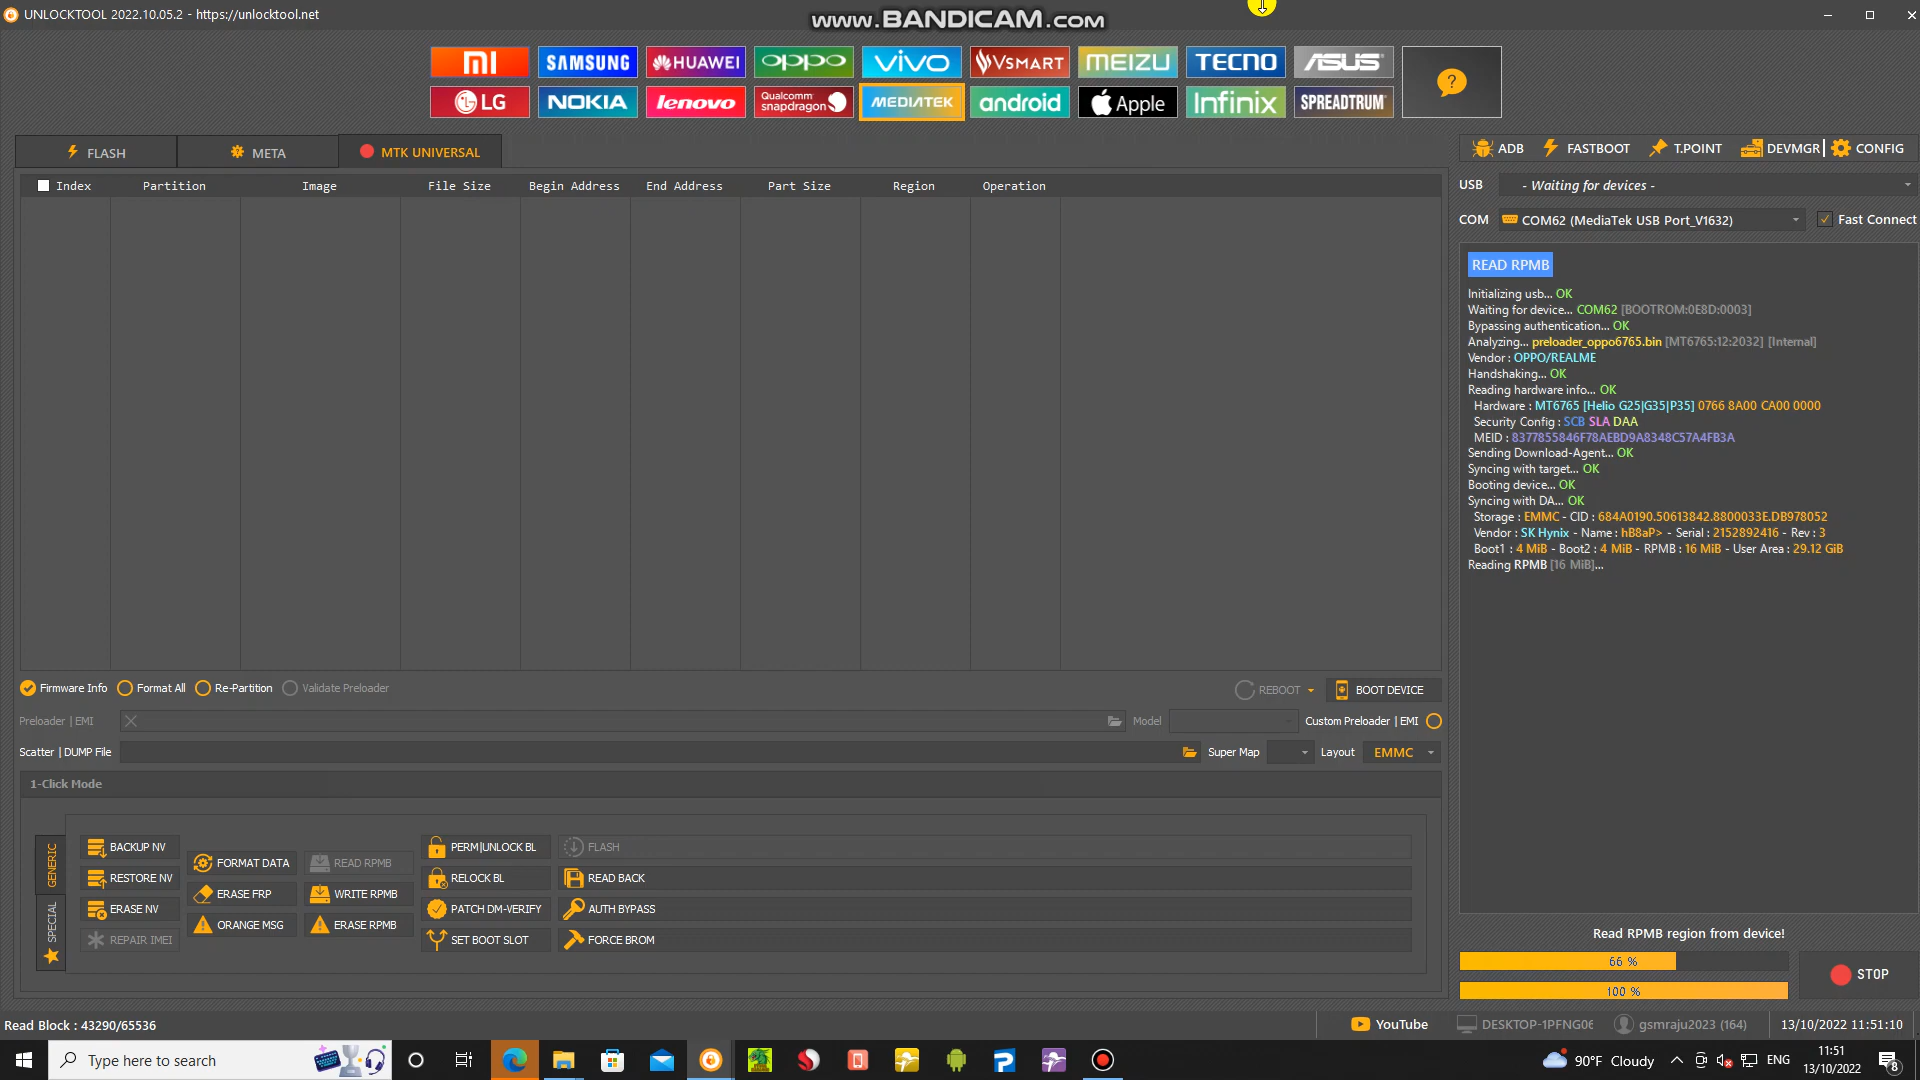 UNLOCKTOOL 2022.10.05.2 - https://unlocktool.net
www.BANDICAM.com
mi SAMSUNG HUAWEI oppo vivo VSMART MEIZU TECNO ASUS ?
LG NOKIA lenovo Qualcomm snapdragon MEDIATEK android Apple Infinix SPREADTRUM
FLASH META MTK UNIVERSAL
ADB FASTBOOT T.POINT DEVMGR CONFIG
Index Partition Image File Size Begin Address End Address Part Size Region Operation
USB - Waiting for devices -
COM COM62 (MediaTek USB Port_V1632) Fast Connect
READ RPMB
Initializing usb... OK
Waiting for device... COM62 [BOOTROM:0E8D:0003]
Bypassing authentication... OK
Analyzing... preloader_oppo6765.bin [MT6765:12:2032] [Internal]
Vendor : OPPO/REALME
Handshaking... OK
Reading hardware info... OK
Hardware : MT6765 [Helio G25|G35|P35] 0766 8A00 CA00 0000
Security Config : SCB SLA DAA
MEID : 8377855846F78AEBD9A8348C57A4FB3A
Sending Download-Agent... OK
Syncing with target... OK
Booting device... OK
Syncing with DA... OK
Storage : EMMC - CID : 684A0190.50613842.8800033E.DB978052
Vendor : SK Hynix - Name : hB8aP> - Serial : 2152892416 - Rev : 3
Boot1 : 4 MiB - Boot2 : 4 MiB - RPMB : 16 MiB - User Area : 29.12 GiB
Reading RPMB [16 MiB]...
Firmware Info Format All Re-Partition Validate Preloader REBOOT BOOT DEVICE
Preloader | EMI Model Custom Preloader | EMI
Scatter | DUMP File Super Map Layout EMMC
1-Click Mode
GENERIC
SPECIAL
BACKUP NV
RESTORE NV
ERASE NV
REPAIR IMEI
FORMAT DATA
ERASE FRP
ORANGE MSG
READ RPMB
WRITE RPMB
ERASE RPMB
PERM|UNLOCK BL
RELOCK BL
PATCH DM-VERIFY
SET BOOT SLOT
FLASH
READ BACK
AUTH BYPASS
FORCE BROM
Read RPMB region from device!
66 %
100 %
STOP
Read Block : 43290/65536
YouTube DESKTOP-1PFNG06 gsmraju2023 (164) 13/10/2022 11:51:10
Type here to search
90°F Cloudy ENG 11:51
13/10/2022
8